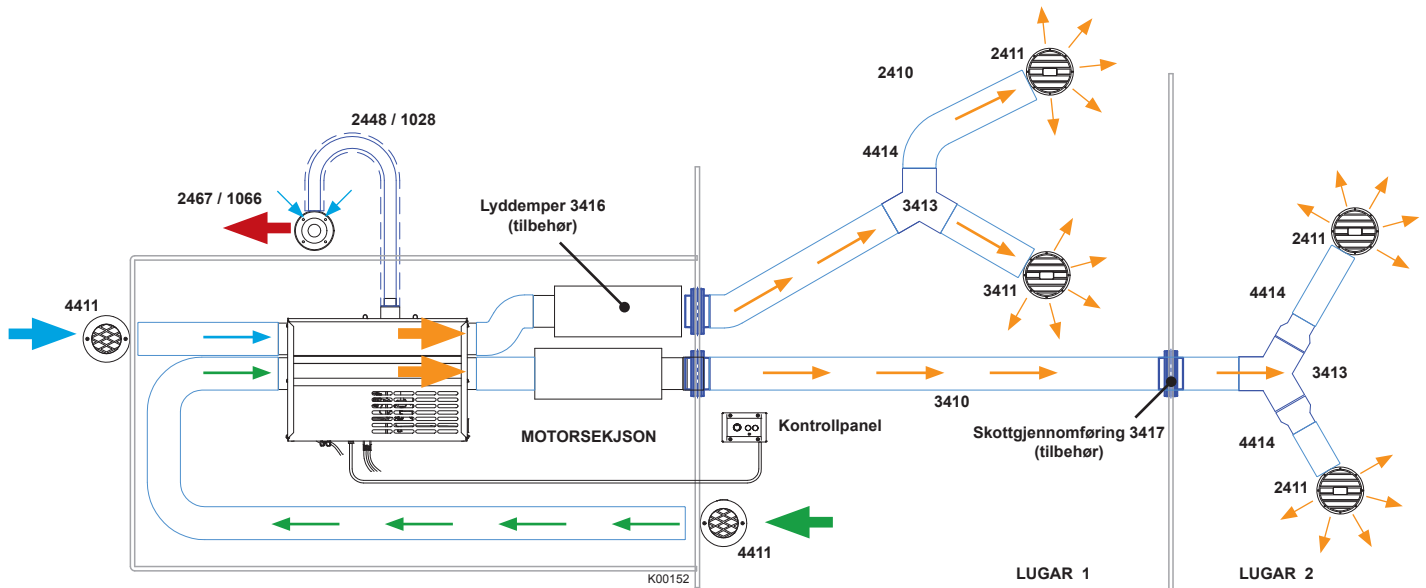 2411
2410
2448 / 1028
4414
2467 / 1066
Lyddemper 3416
(tilbehør)
3413
2411
4411
3411
4414
3413
3410
Kontrollpanel
MOTORSEKJSON
Skottgjennomføring 3417
(tilbehør)
4414
2411
4411
K00152
LUGAR 1
LUGAR 2